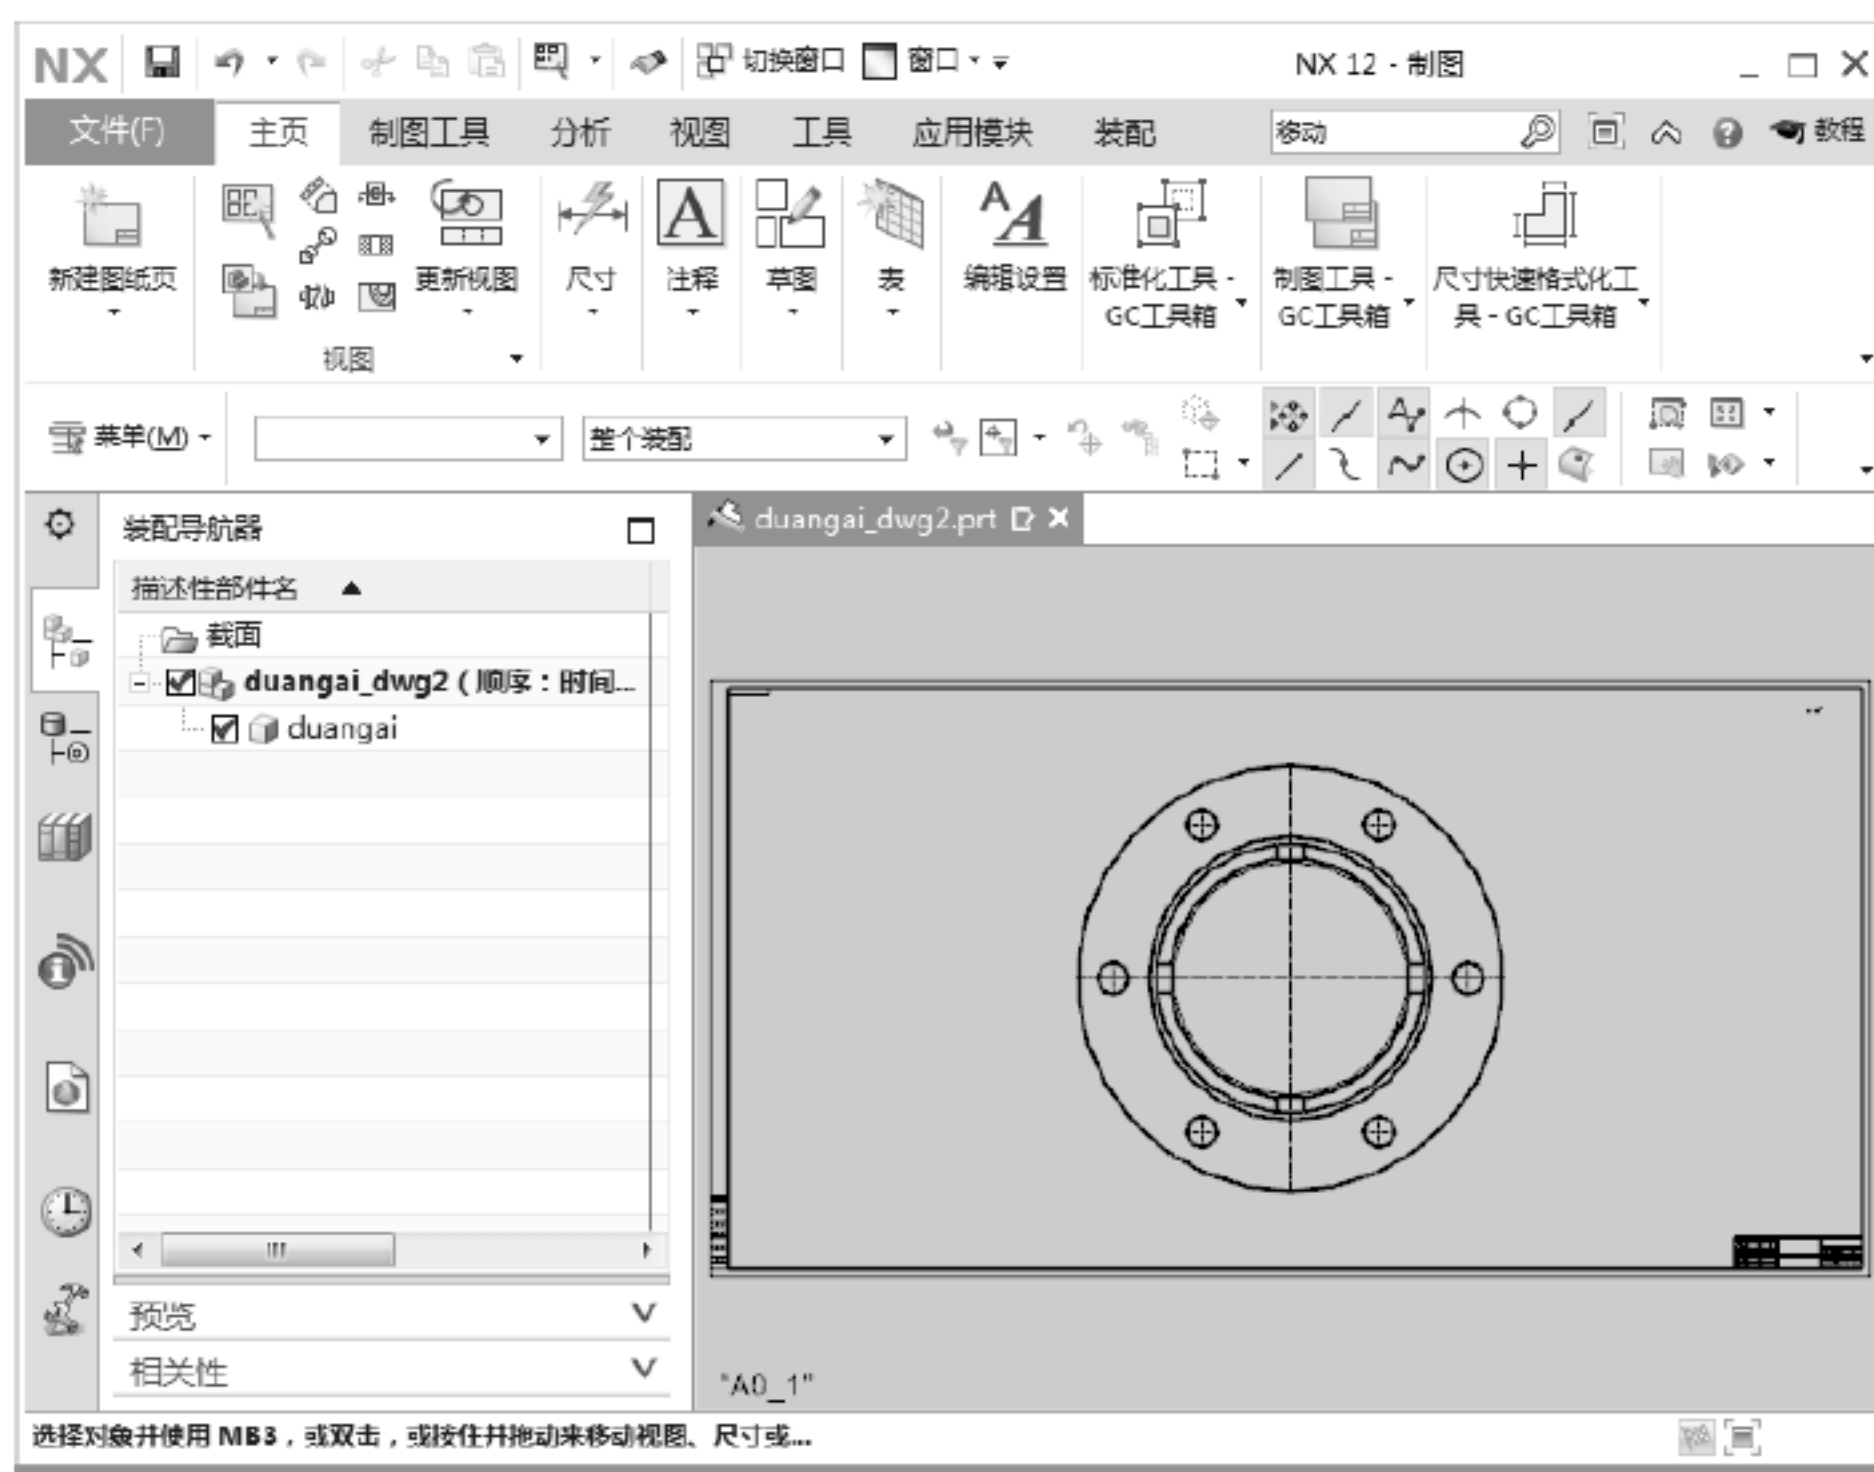 NX 切换窗口 窗口 NX 12 - 制图
文件(F) 主页 制图工具 分析 视图 工具 应用模块 装配 移动 教程
新建图纸页 更新视图 尺寸 注释 草图 表 编辑设置 标准化工具 - 制图工具 - 尺寸快速格式化工
GC工具箱 GC工具箱 具 - GC工具箱
视图
菜单(M) 整个装配
装配导航器
duangai_dwg2.prt
描述性部件名
截面
duangai_dwg2 ( 顺序 : 时间...
duangai
预览
相关性
"A0_1"
选择对象并使用 MB3，或双击，或按住并拖动来移动视图、尺寸或...